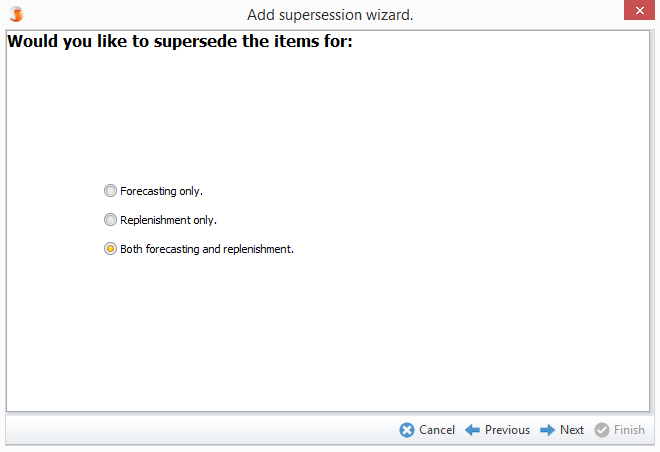 Add supersession wizard.
Would you like to supersede the items for:
Forecasting only.
Replenishment only.
Both forecasting and replenishment.
Cancel Previous Next Finish